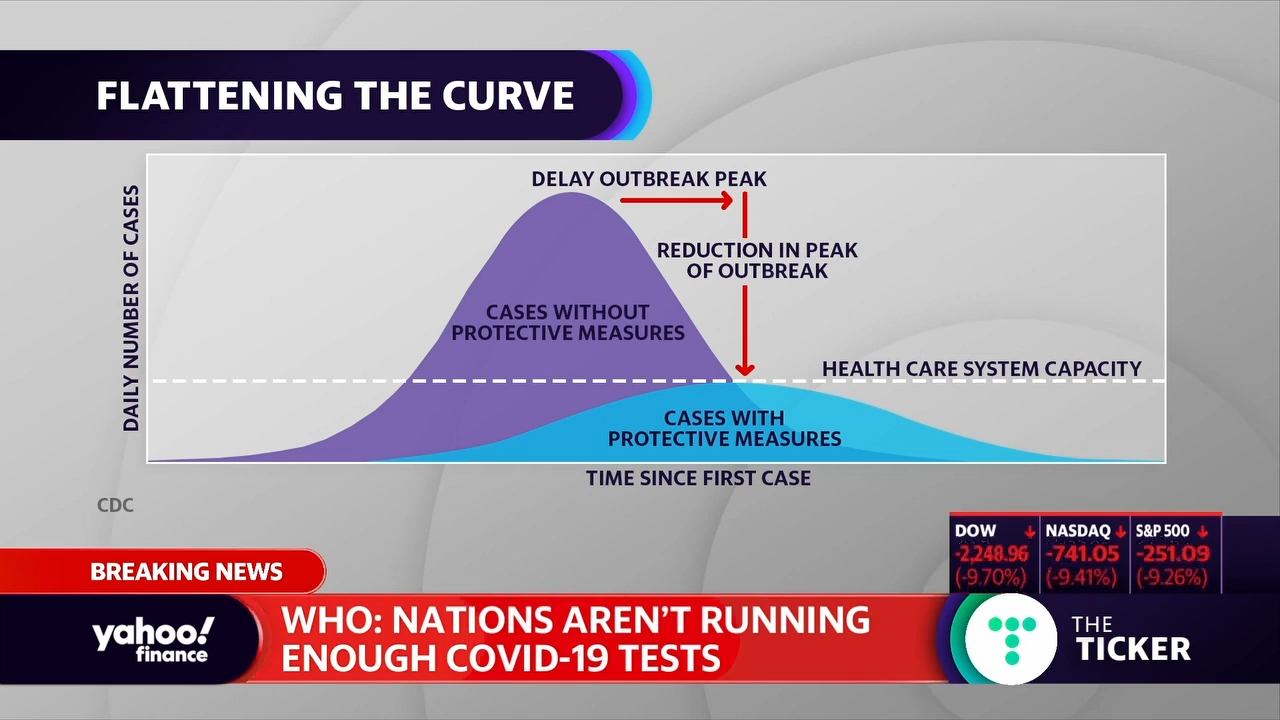 FLATTENING THE CURVE
DAILY NUMBER OF CASES
DELAY OUTBREAK PEAK
REDUCTION IN PEAK
OF OUTBREAK
CASES WITHOUT
PROTECTIVE MEASURES
HEALTH CARE SYSTEM CAPACITY
CASES WITH
PROTECTIVE MEASURES
TIME SINCE FIRST CASE
CDC
DOW NASDAQ S&P 500
-2,248.96 -741.05 -251.09
(-9.70%) (-9.41%) (-9.26%)
BREAKING NEWS
yahoo!
finance
WHO: NATIONS AREN'T RUNNING
ENOUGH COVID-19 TESTS
THE
TICKER